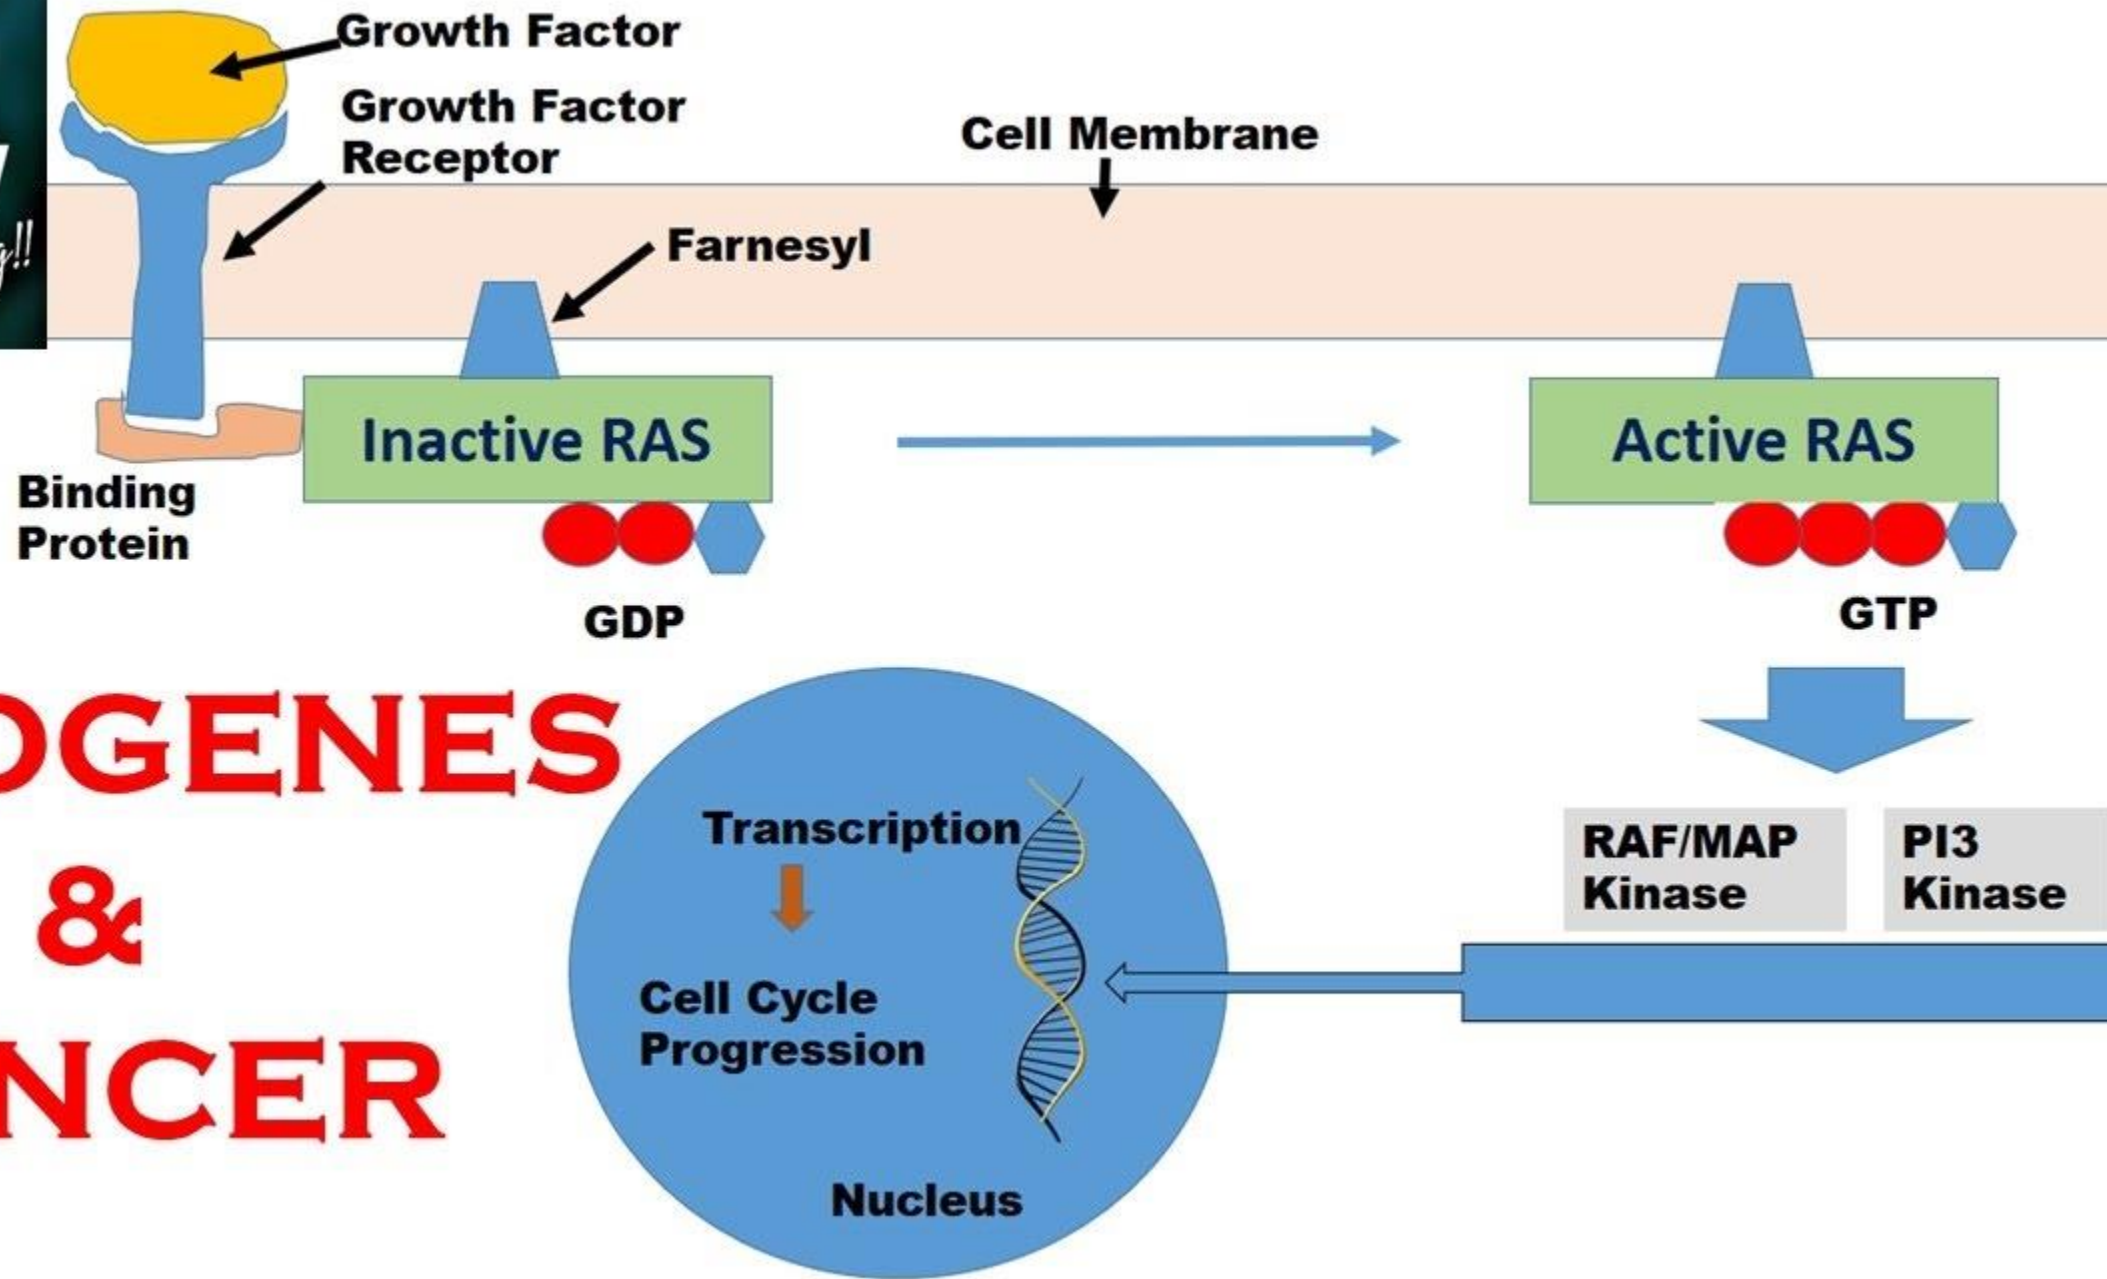 Growth Factor
Growth Factor
Receptor
Cell Membrane
Farnesyl
Inactive RAS
Active RAS
Binding
Protein
GDP
GTP
OGENES
&
NCER
Transcription
Cell Cycle
Progression
Nucleus
RAF/MAP
Kinase
PI3
Kinase